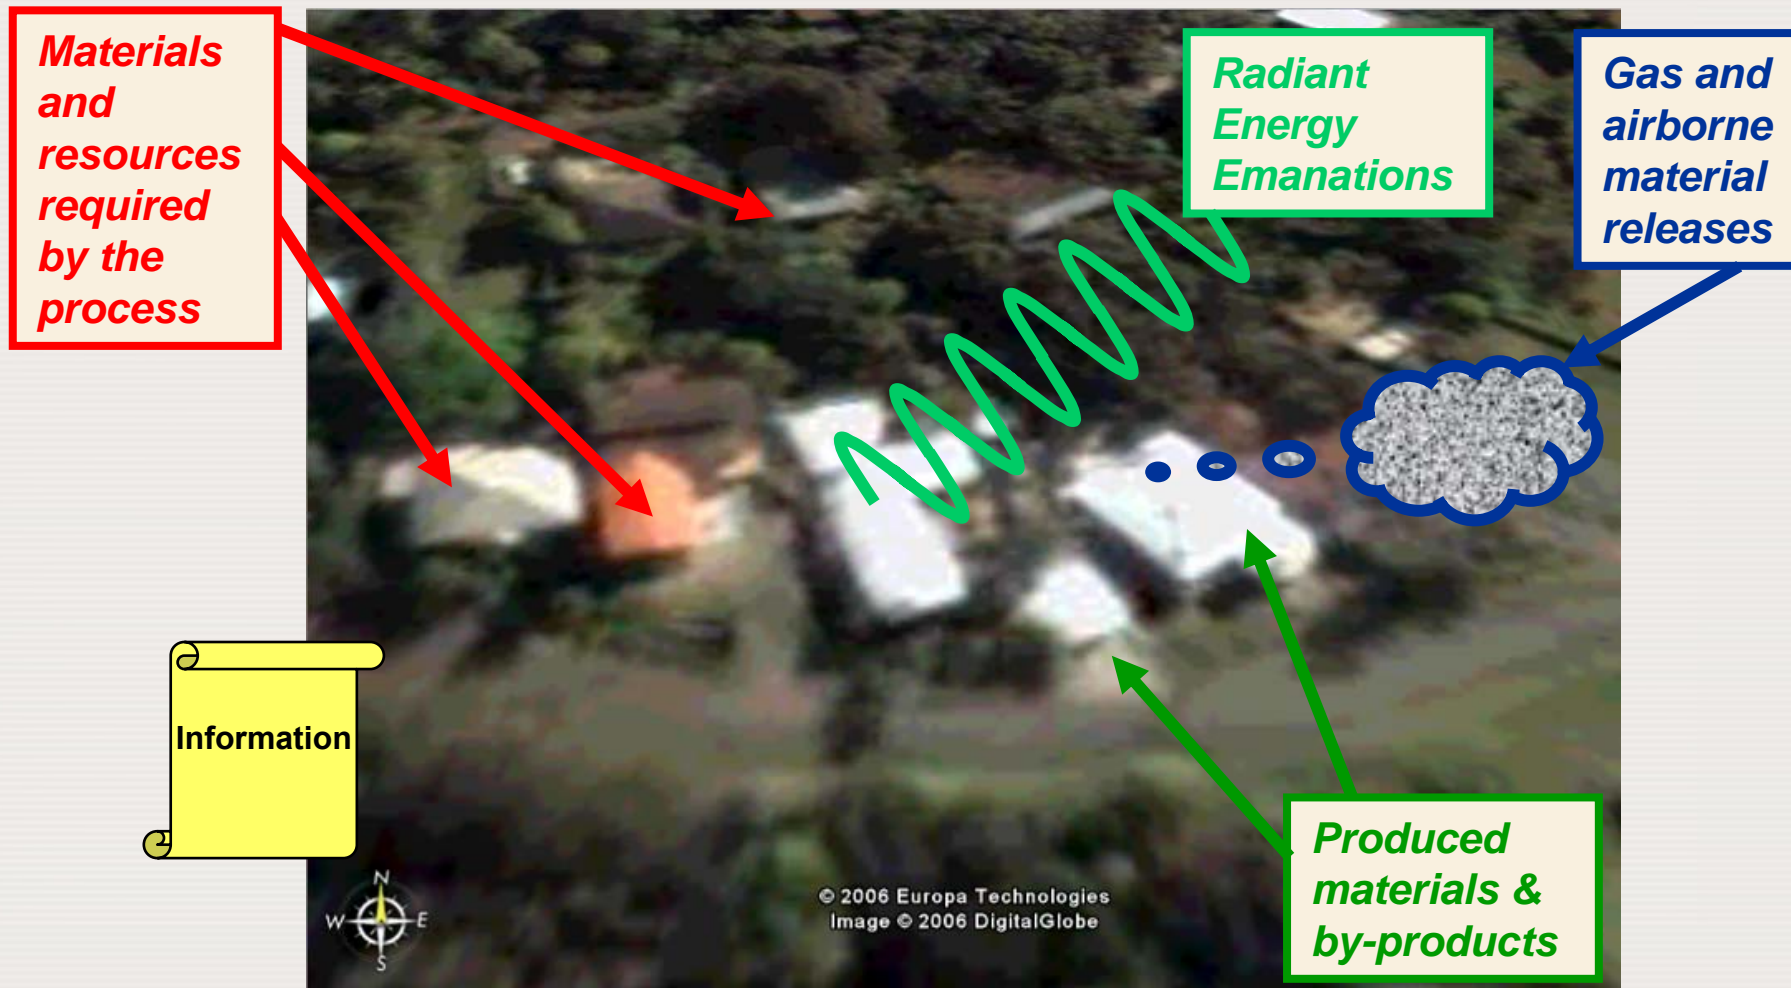 Materials
and
resources
required
by the
process
Radiant
Energy
Emanations
Gas and
airborne
material
releases
Information
N
W E
S
© 2006 Europa Technologies
Image © 2006 DigitalGlobe
Produced
materials &
by-products